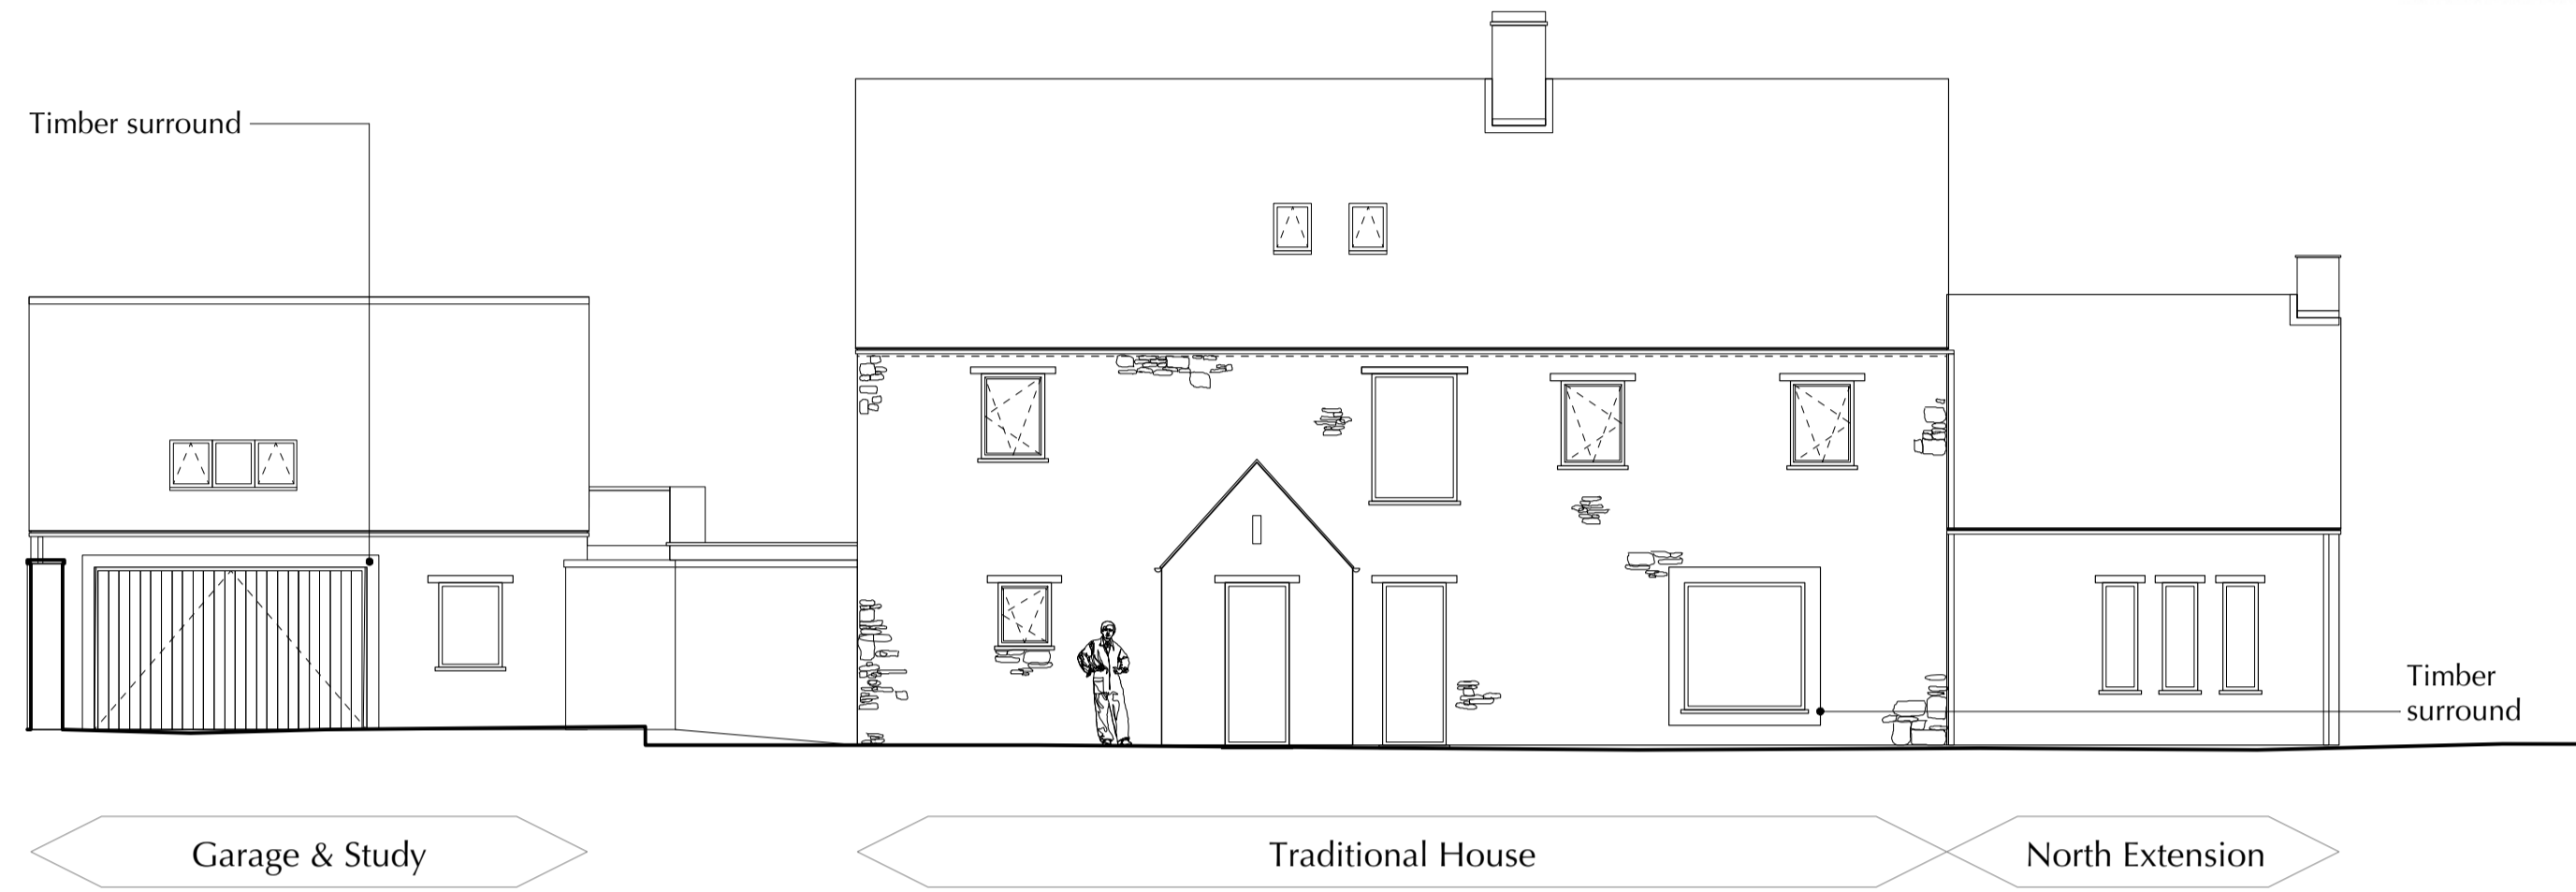 Timber surround
Timber
surround
Garage & Study
Traditional House
North Extension